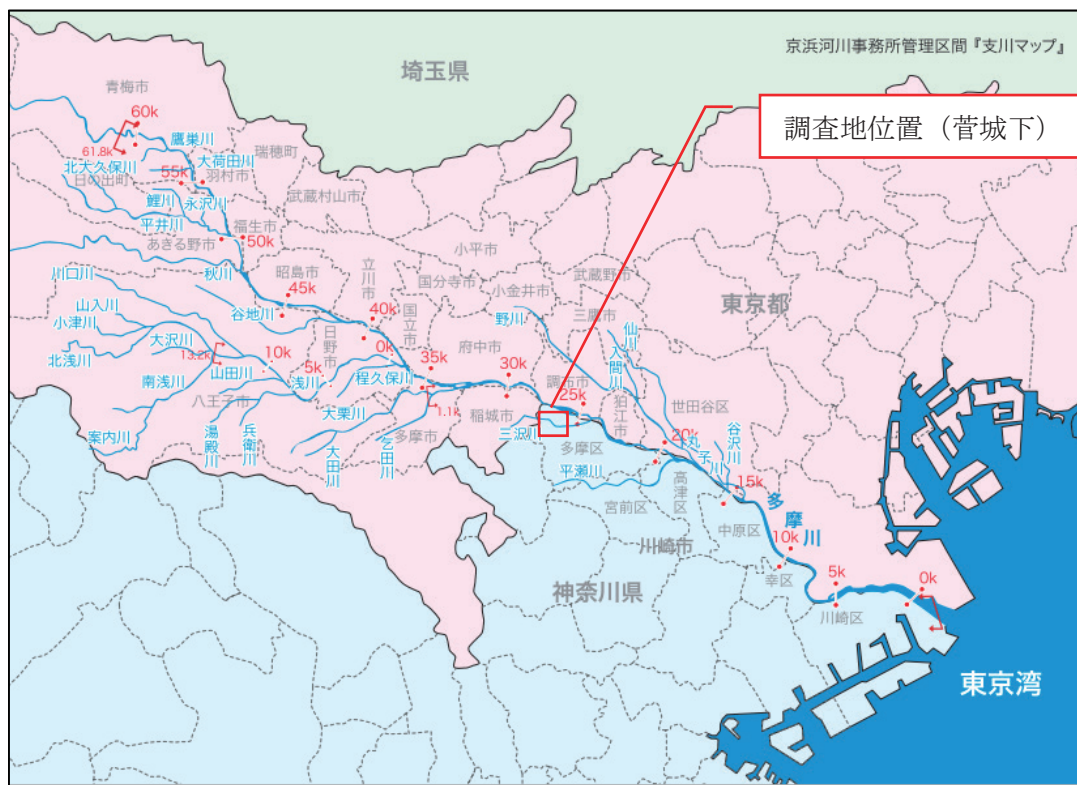 京浜河川事務所管理区間『支川マップ』
埼玉県
調査地位置（菅城下）
青梅市
60k
61.8k
鷹巣川
瑞穂町
北大久保川
大荷田川
日の出町
55k
羽村市
武蔵村山市
鯉川
永沢川
平井川
福生市
あきる野市
50k
小平市
川口川
秋川
昭島市
立川市
国分寺市
武蔵野市
東京都
山入川
45k
小金井市
谷地川
40k
国立市
野川
三鷹市
仙川
小津川
大沢川
日野市
0k
府中市
入間川
北浅川
13.2k
10k
35k
30k
調布市
山田川
5k
浅川
程久保川
25k
狛江市
世田谷区
南浅川
八王子市
大栗川
1.1k
稲城市
三沢川
谷沢川
案内川
湯殿川
兵衛川
大田川
多摩市
乞田川
多摩区
20k
丸子川
平瀬川
高津区
15k
宮前区
中原区
多摩川
川崎市
10k
神奈川県
幸区
5k
0k
川崎区
東京湾